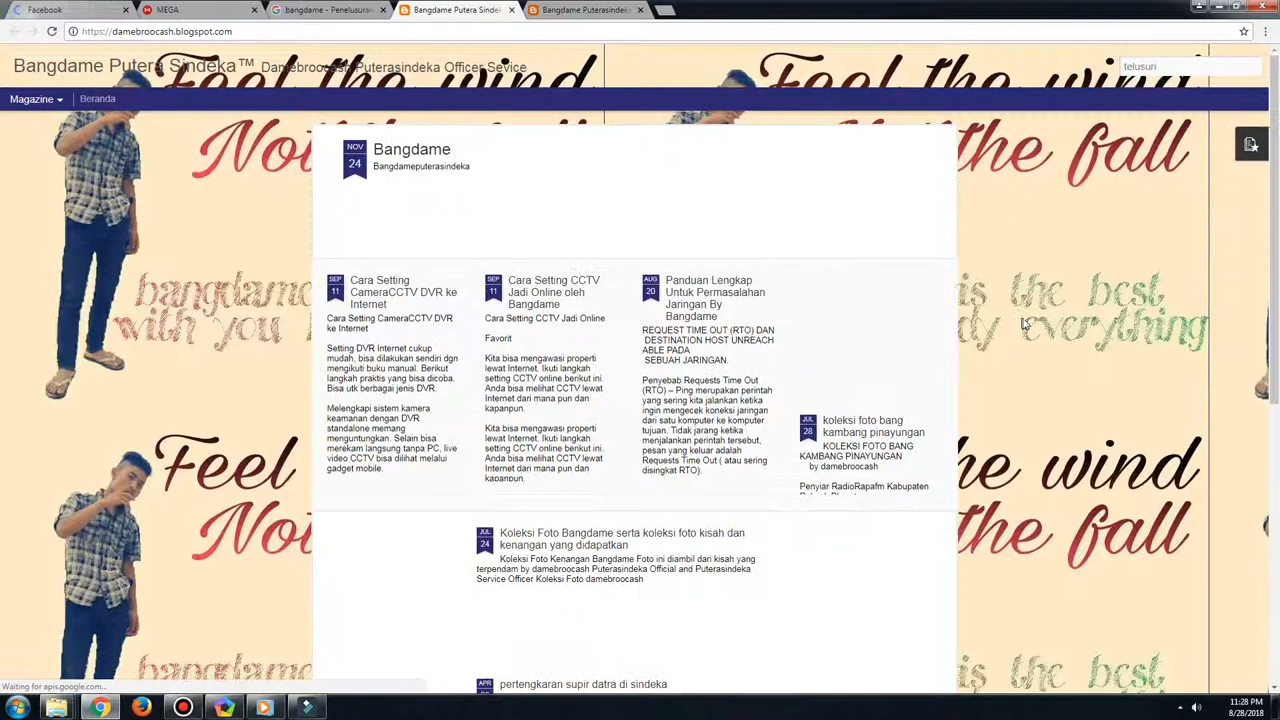 Facebook
MEGA
bangdame - Penelusuran
Bangdame Putera Sindek
Bangdame Puterasindek
https://damebroocash.blogspot.com
Bangdame Putera Sindeka™ Damebroocash Puterasindeka Officer Sevice
telusuri
Magazine
Beranda
Feel the wind
Feel the wind
Not
the fall
bangdame
with you
is the best
everything
NOV
24
Bangdame
Bangdameputerasindeka
SEP
11
Cara Setting
CameraCCTV DVR ke
Internet
Cara Setting CameraCCTV DVR
ke Internet
Setting DVR Internet cukup
mudah, bisa dilakukan sendiri dgn
mengikuti buku manual. Berikut
langkah praktis yang bisa dicoba.
Bisa utk berbagai jenis DVR.
Melengkapi sistem kamera
keamanan dengan DVR
standalone memang
menguntungkan. Selain bisa
merekam langsung tanpa PC, live
video CCTV bisa dilihat melalui
gadget mobile.
SEP
11
Cara Setting CCTV
Jadi Online oleh
Bangdame
Cara Setting CCTV Jadi Online
Favorit
Kita bisa mengawasi properti
lewat Internet. Ikuti langkah
setting CCTV online berikut ini.
Anda bisa melihat CCTV lewat
Internet dari mana pun dan
kapanpun.
Kita bisa mengawasi properti
lewat Internet. Ikuti langkah
setting CCTV online berikut ini.
Anda bisa melihat CCTV lewat
Internet dari mana pun dan
kapanpun.
AUG
20
Panduan Lengkap
Untuk Permasalahan
Jaringan By
Bangdame
REQUEST TIME OUT (RTO) DAN
DESTINATION HOST UNREACH
ABLE PADA
SEBUAH JARINGAN.
Penyebab Requests Time Out
(RTO) – Ping merupakan perintah
yang sering kita jalankan ketika
ingin mengecek koneksi jaringan
dari satu komputer ke komputer
tujuan. Tidak jarang ketika
menjalankan perintah tersebut,
pesan yang keluar adalah
Requests Time Out ( atau sering
disingkat RTO).
JUL
28
koleksi foto bang
kambang pinayungan
KOLEKSI FOTO BANG
KAMBANG PINAYUNGAN
by damebroocash
Penyiar RadioRapafm Kabupaten
JUL
24
Koleksi Foto Bangdame serta koleksi foto kisah dan
kenangan yang didapatkan
Koleksi Foto Kenangan Bangdame Foto ini diambil dari kisah yang
terpendam by damebroocash Puterasindeka Official and Puterasindeka
Service Officer Koleksi Foto damebroocash
Feel
Not
the wind
the fall
bangdame
is the best
APR
pertengkaran supir datra di sindeka
Waiting for apis.google.com...
11:28 PM
8/28/2018